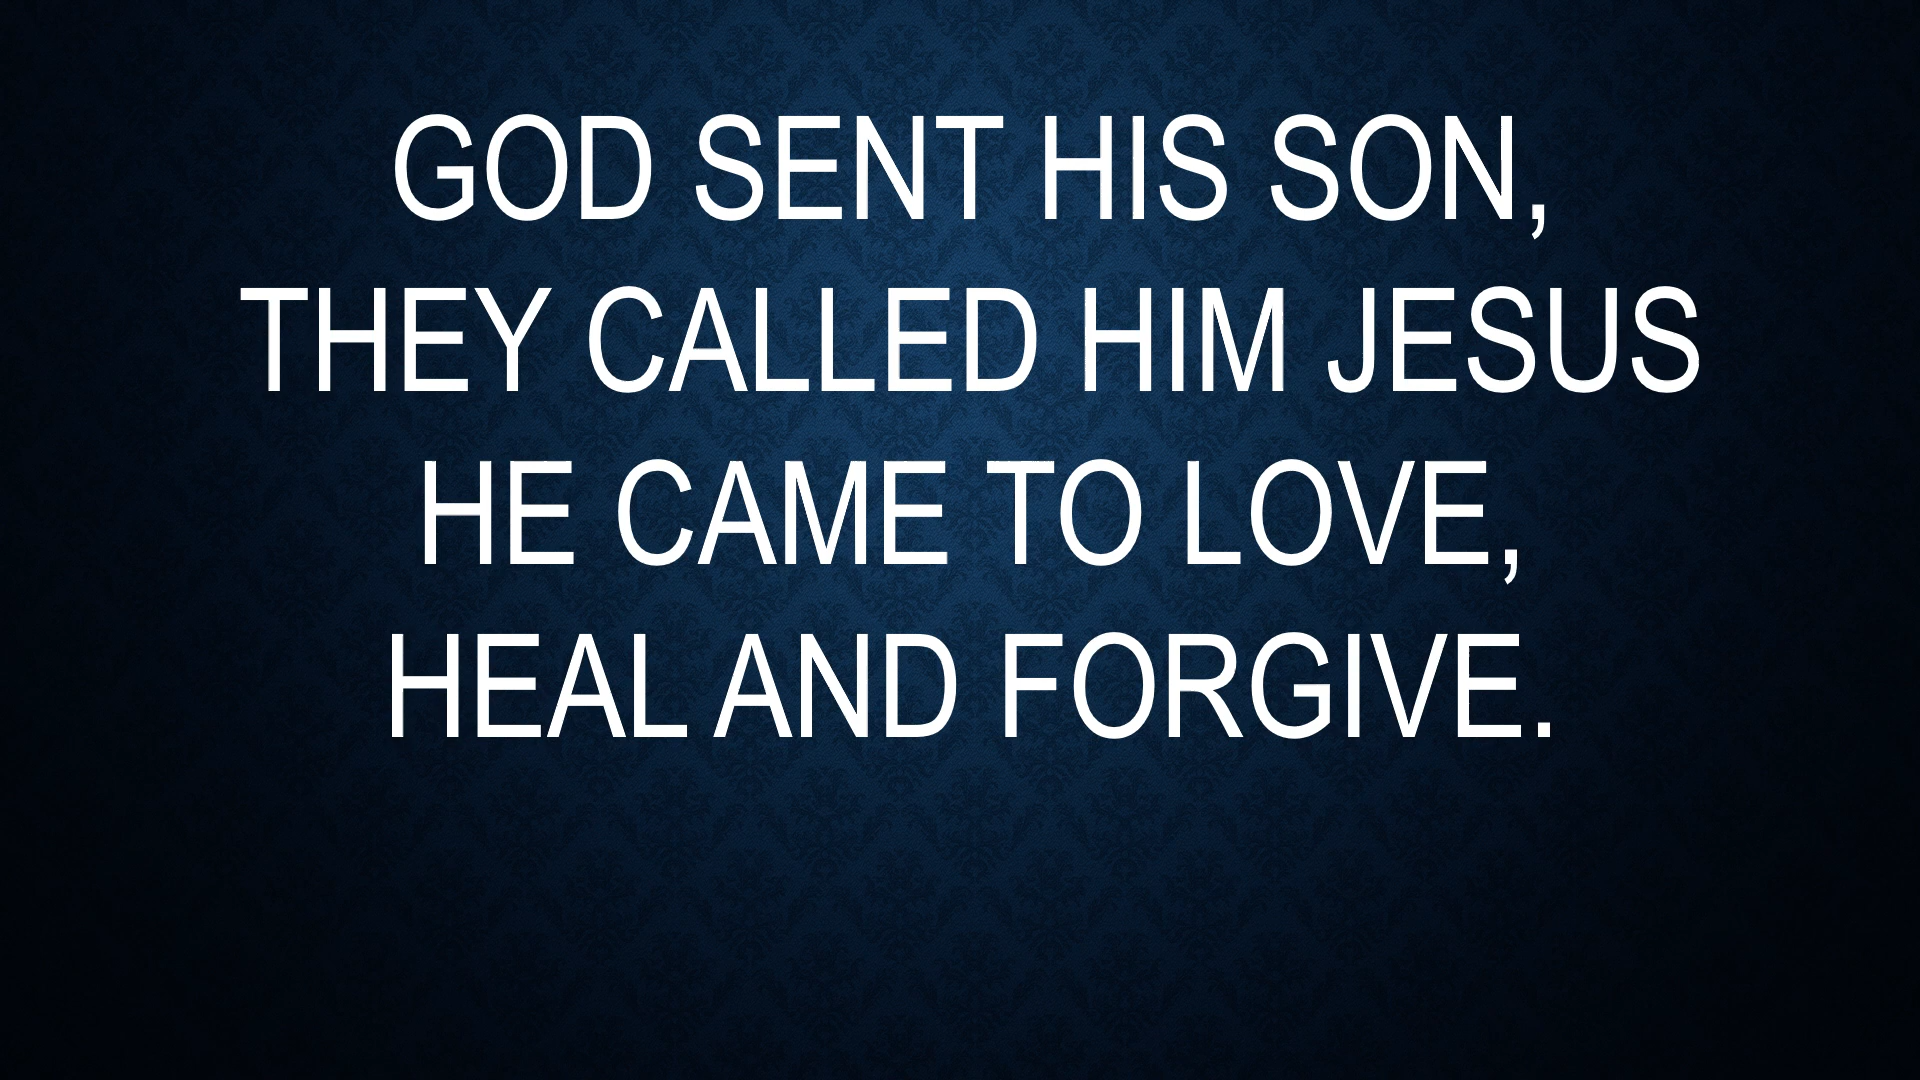 GOD SENT HIS SON,
THEY CALLED HIM JESUS
HE CAME TO LOVE,
HEAL AND FORGIVE.